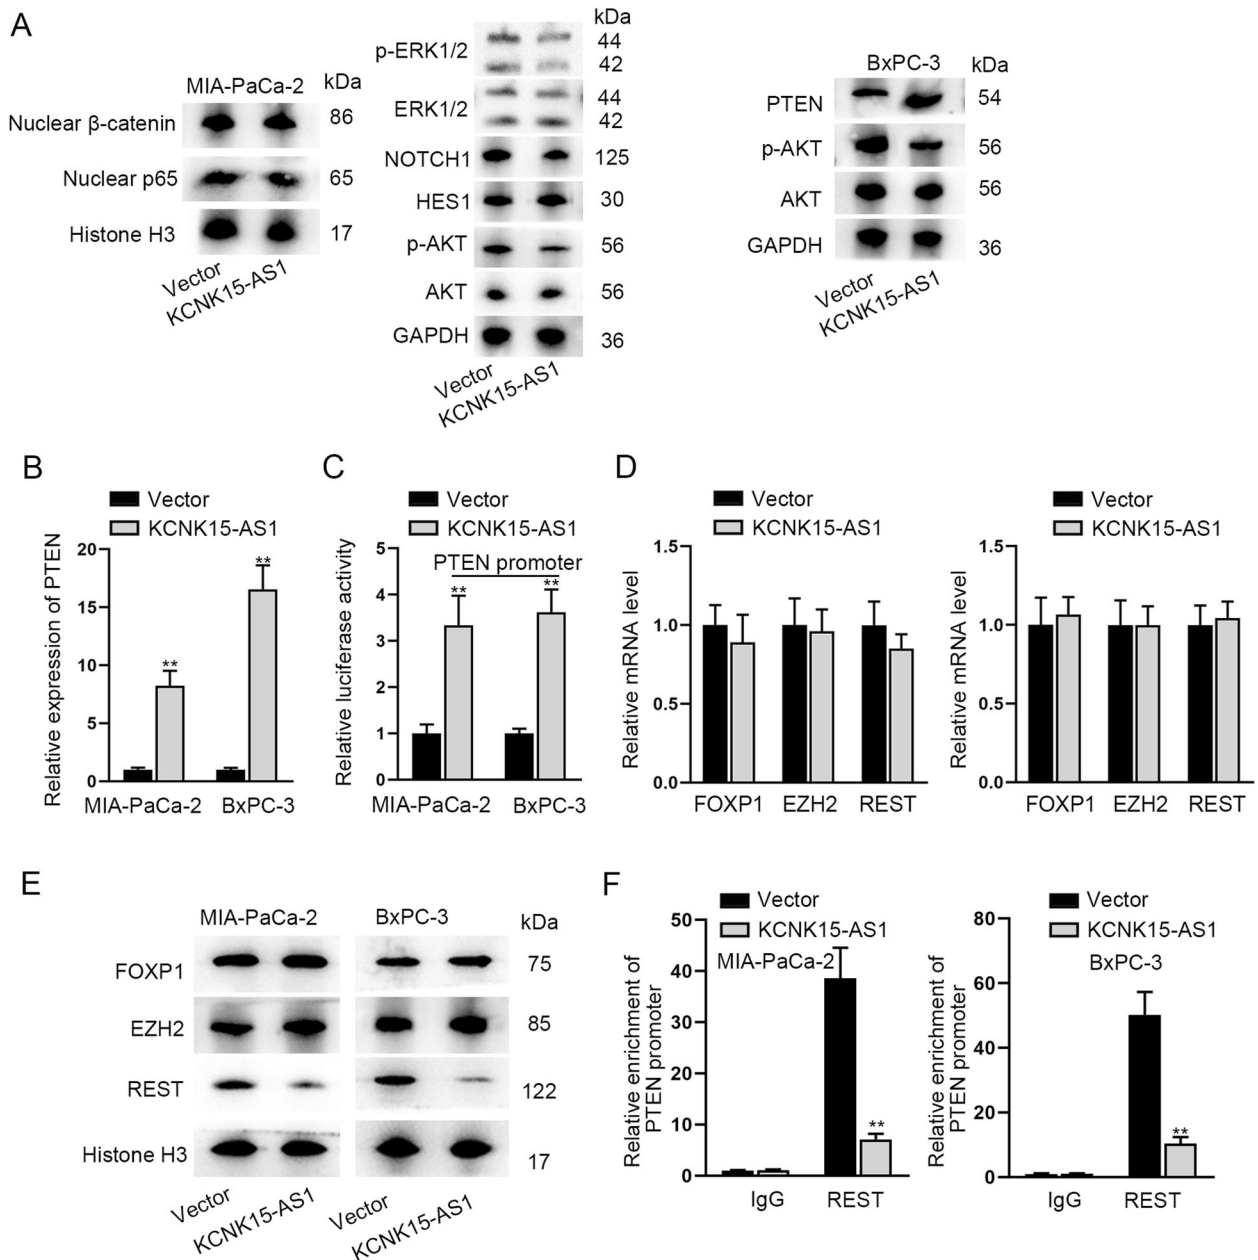 A
MIA-PaCa-2
kDa
Nuclear β-catenin
86
Nuclear p65
65
Histone H3
17
Vector
KCNK15-AS1
kDa
p-ERK1/2
44
42
ERK1/2
44
42
NOTCH1
125
HES1
30
p-AKT
56
AKT
56
GAPDH
36
Vector
KCNK15-AS1
BxPC-3
kDa
PTEN
54
p-AKT
56
AKT
56
GAPDH
36
Vector
KCNK15-AS1
B
Vector
KCNK15-AS1
Relative expression of PTEN
20
15
10
5
0
**
**
MIA-PaCa-2 BxPC-3
C
Vector
KCNK15-AS1
Relative luciferase activity
5
4
3
2
1
0
PTEN promoter
**
**
MIA-PaCa-2 BxPC-3
D
Vector
KCNK15-AS1
Relative mRNA level
1.5
1.0
0.5
0.0
FOXP1 EZH2 REST
Vector
KCNK15-AS1
Relative mRNA level
1.5
1.0
0.5
0.0
FOXP1 EZH2 REST
E
MIA-PaCa-2 BxPC-3 kDa
FOXP1
75
EZH2
85
REST
122
Histone H3
17
Vector
KCNK15-AS1
Vector
KCNK15-AS1
F
Vector
KCNK15-AS1
MIA-PaCa-2
Relative enrichment of
PTEN promoter
50
40
30
20
10
0
**
IgG REST
Vector
KCNK15-AS1
BxPC-3
Relative enrichment of
PTEN promoter
80
60
40
20
0
**
IgG REST